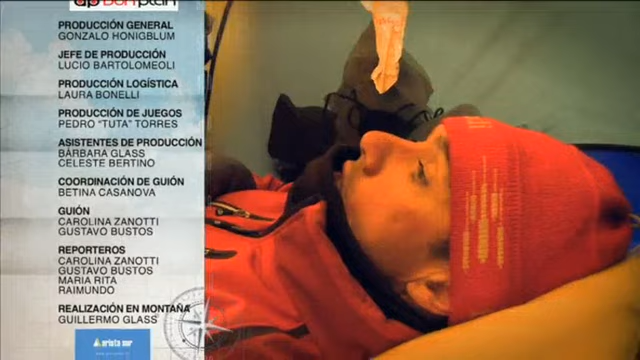 BonPlan
PRODUCCIÓN GENERAL
GONZALO HONIGBLUM
JEFE DE PRODUCCIÓN
LUCIO BARTOLOMEOLI
PRODUCCIÓN LOGÍSTICA
LAURA BONELLI
PRODUCCIÓN DE JUEGOS
PEDRO "TUTA" TORRES
ASISTENTES DE PRODUCCIÓN
BÁRBARA GLASS
CELESTE BERTINO
COORDINACIÓN DE GUIÓN
BETINA CASANOVA
GUIÓN
CAROLINA ZANOTTI
GUSTAVO BUSTOS
REPORTEROS
CAROLINA ZANOTTI
GUSTAVO BUSTOS
MARIA RITA
RAIMUNDO
REALIZACIÓN EN MONTAÑA
GUILLERMO GLASS
arista sur